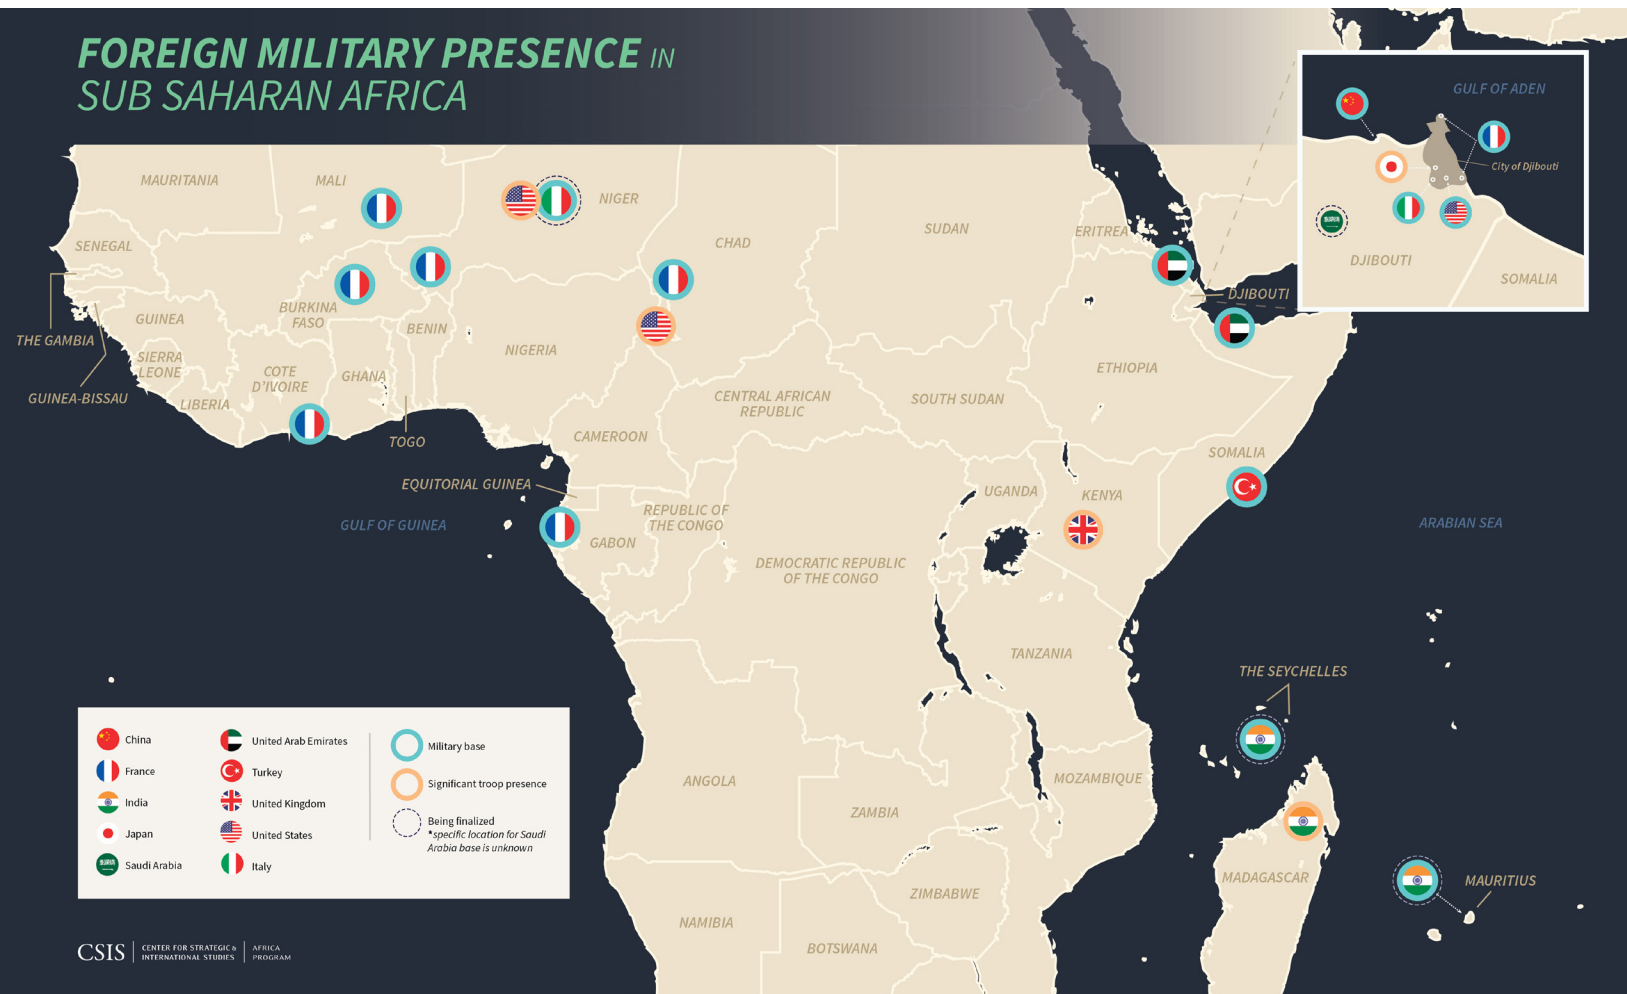 FOREIGN MILITARY PRESENCE IN
SUB SAHARAN AFRICA
GULF OF ADEN
City of Djibouti
DJIBOUTI
SOMALIA
MAURITANIA
MALI
NIGER
CHAD
SUDAN
ERITREA
SENEGAL
DJIBOUTI
BURKINA
FASO
GUINEA
BENIN
THE GAMBIA
NIGERIA
SIERRA
LEONE
COTE
D'IVOIRE
GHANA
ETHIOPIA
GUINEA-BISSAU
LIBERIA
CENTRAL AFRICAN
REPUBLIC
SOUTH SUDAN
TOGO
CAMEROON
SOMALIA
EQUITORIAL GUINEA
UGANDA
KENYA
GULF OF GUINEA
REPUBLIC OF
THE CONGO
ARABIAN SEA
GABON
DEMOCRATIC REPUBLIC
OF THE CONGO
TANZANIA
THE SEYCHELLES
ANGOLA
MOZAMBIQUE
ZAMBIA
MADAGASCAR
MAURITIUS
ZIMBABWE
NAMIBIA
BOTSWANA
China
France
India
Japan
Saudi Arabia
United Arab Emirates
Turkey
United Kingdom
United States
Italy
Military base
Significant troop presence
Being finalized
*specific location for Saudi
Arabia base is unknown
CSIS
CENTER FOR STRATEGIC &
INTERNATIONAL STUDIES
AFRICA
PROGRAM